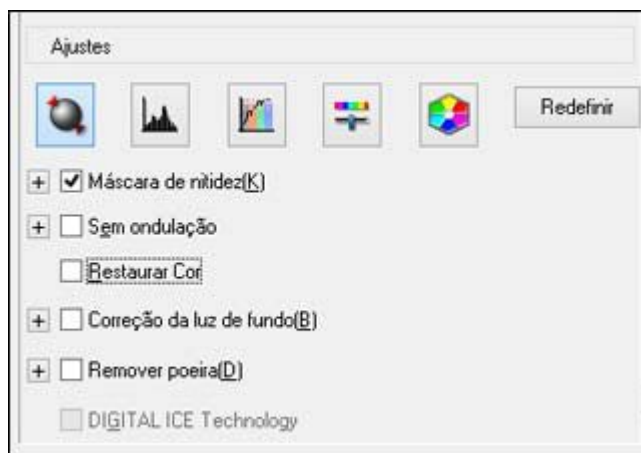 Ajustes
Redefinir
Máscara de nitidez(K)
Sem ondulação
Restaurar Cor
Correção da luz de fundo(B)
Remover poeira(D)
DIGITAL ICE Technology